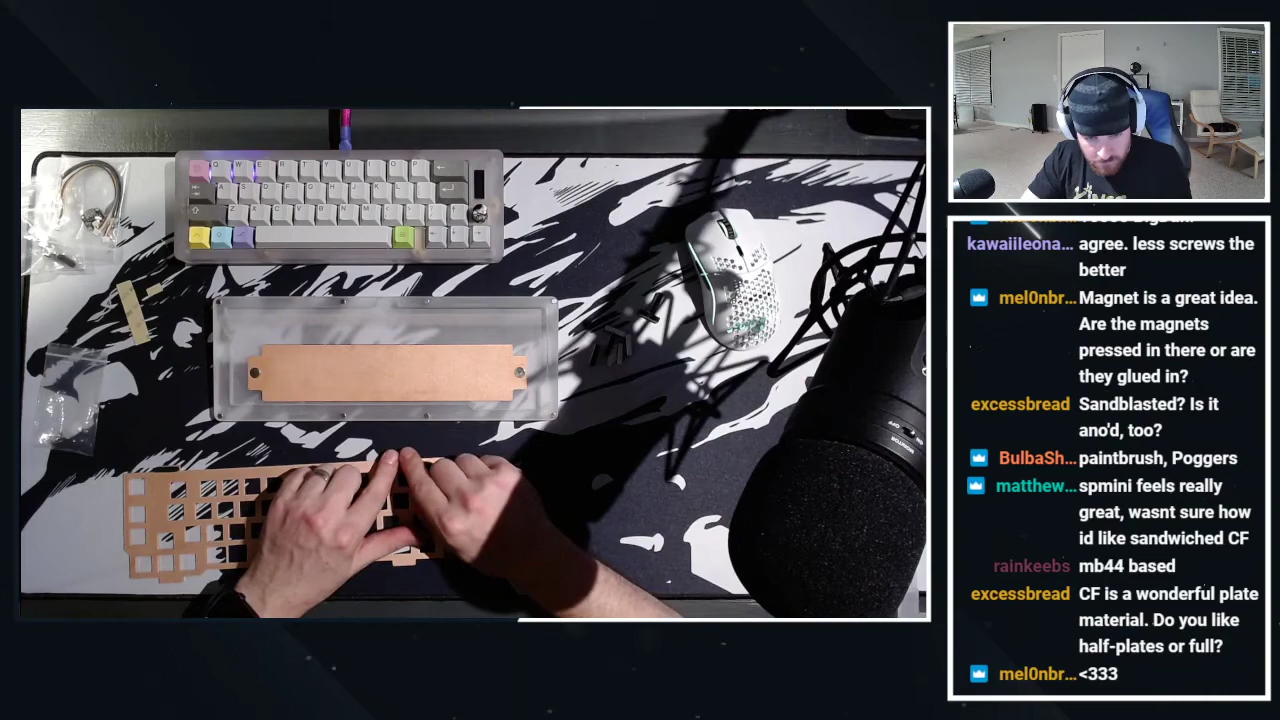 kawaiileona... agree. less screws the
better
mel0nbr... Magnet is a great idea.
Are the magnets
pressed in there or are
they glued in?
excessbread Sandblasted? Is it
ano'd, too?
BulbaSh... paintbrush, Poggers
matthew... spmini feels really
great, wasnt sure how
id like sandwiched CF
rainkeebs mb44 based
excessbread CF is a wonderful plate
material. Do you like
half-plates or full?
mel0nbr... <333